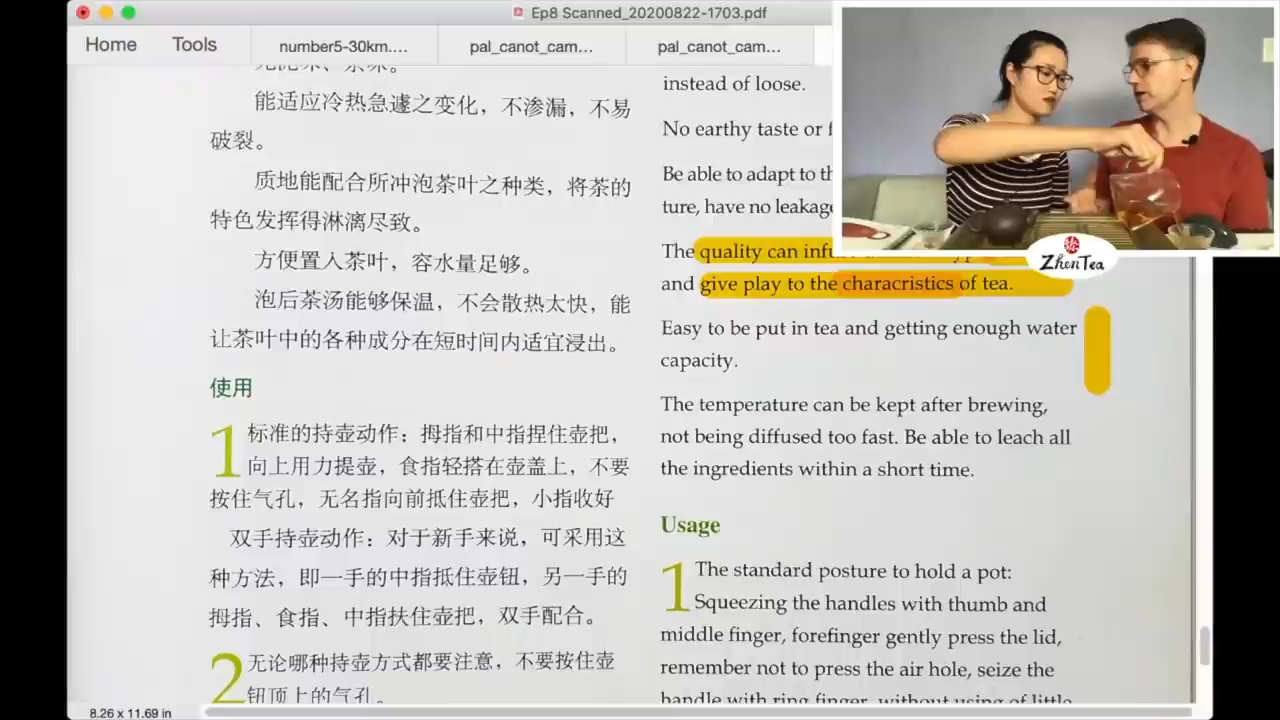 Ep8 Scanned_20200822-1703.pdf
Home
Tools
number5-30km....
pal_canot_cam...
pal_canot_cam...
能适应冷热急遽之变化，不渗漏，不易
破裂。
质地能配合所冲泡茶叶之种类，将茶的
特色发挥得淋漓尽致。
方便置入茶叶，容水量足够。
泡后茶汤能够保温，不会散热太快，能
让茶叶中的各种成分在短时间内适宜浸出。
使用
1 标准的持壶动作：拇指和中指捏住壶把，
向上用力提壶，食指轻搭在壶盖上，不要
按住气孔，无名指向前抵住壶把，小指收好
双手持壶动作：对于新手来说，可采用这
种方法，即一手的中指抵住壶钮，另一手的
拇指、食指、中指扶住壶把，双手配合。
2 无论哪种持壶方式都要注意，不要按住壶
钮顶上的气孔。
instead of loose.
No earthy taste or
Be able to adapt to th
ture, have no leakage
The quality can
and give play to the characristics of tea.
Easy to be put in tea and getting enough water
capacity.
The temperature can be kept after brewing,
not being diffused too fast. Be able to leach all
the ingredients within a short time.
Usage
1 The standard posture to hold a pot:
Squeezing the handles with thumb and
middle finger, forefinger gently press the lid,
remember not to press the air hole, seize the
handle with ring finger, without using of little
ZhenTea
8.26 x 11.69 in